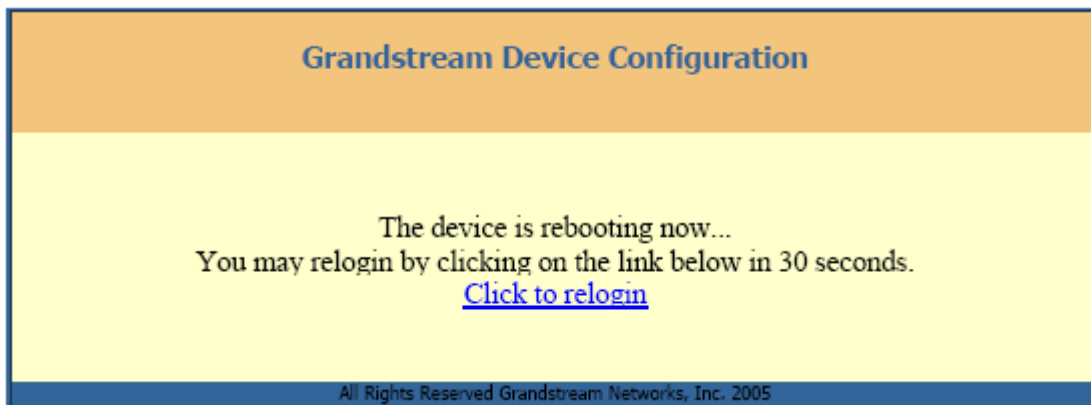 Grandstream Device Configuration
The device is rebooting now...
You may relogin by clicking on the link below in 30 seconds.
Click to relogin
All Rights Reserved Grandstream Networks, Inc. 2005